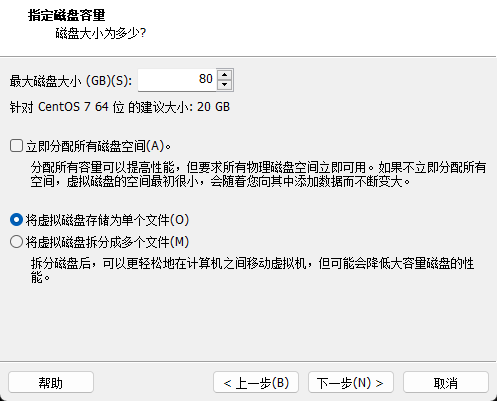 指定磁盘容量
磁盘大小为多少?
最大磁盘大小 (GB)(S): 80
针对 CentOS 7 64 位 的建议大小: 20 GB
立即分配所有磁盘空间(A)。
分配所有容量可以提高性能，但要求所有物理磁盘空间立即可用。如果不立即分配所有
空间，虚拟磁盘的空间最初很小，会随着您向其中添加数据而不断变大。
将虚拟磁盘存储为单个文件(O)
将虚拟磁盘拆分成多个文件(M)
拆分磁盘后，可以更轻松地在计算机之间移动虚拟机，但可能会降低大容量磁盘的性
能。
帮助 < 上一步(B) 下一步(N) > 取消